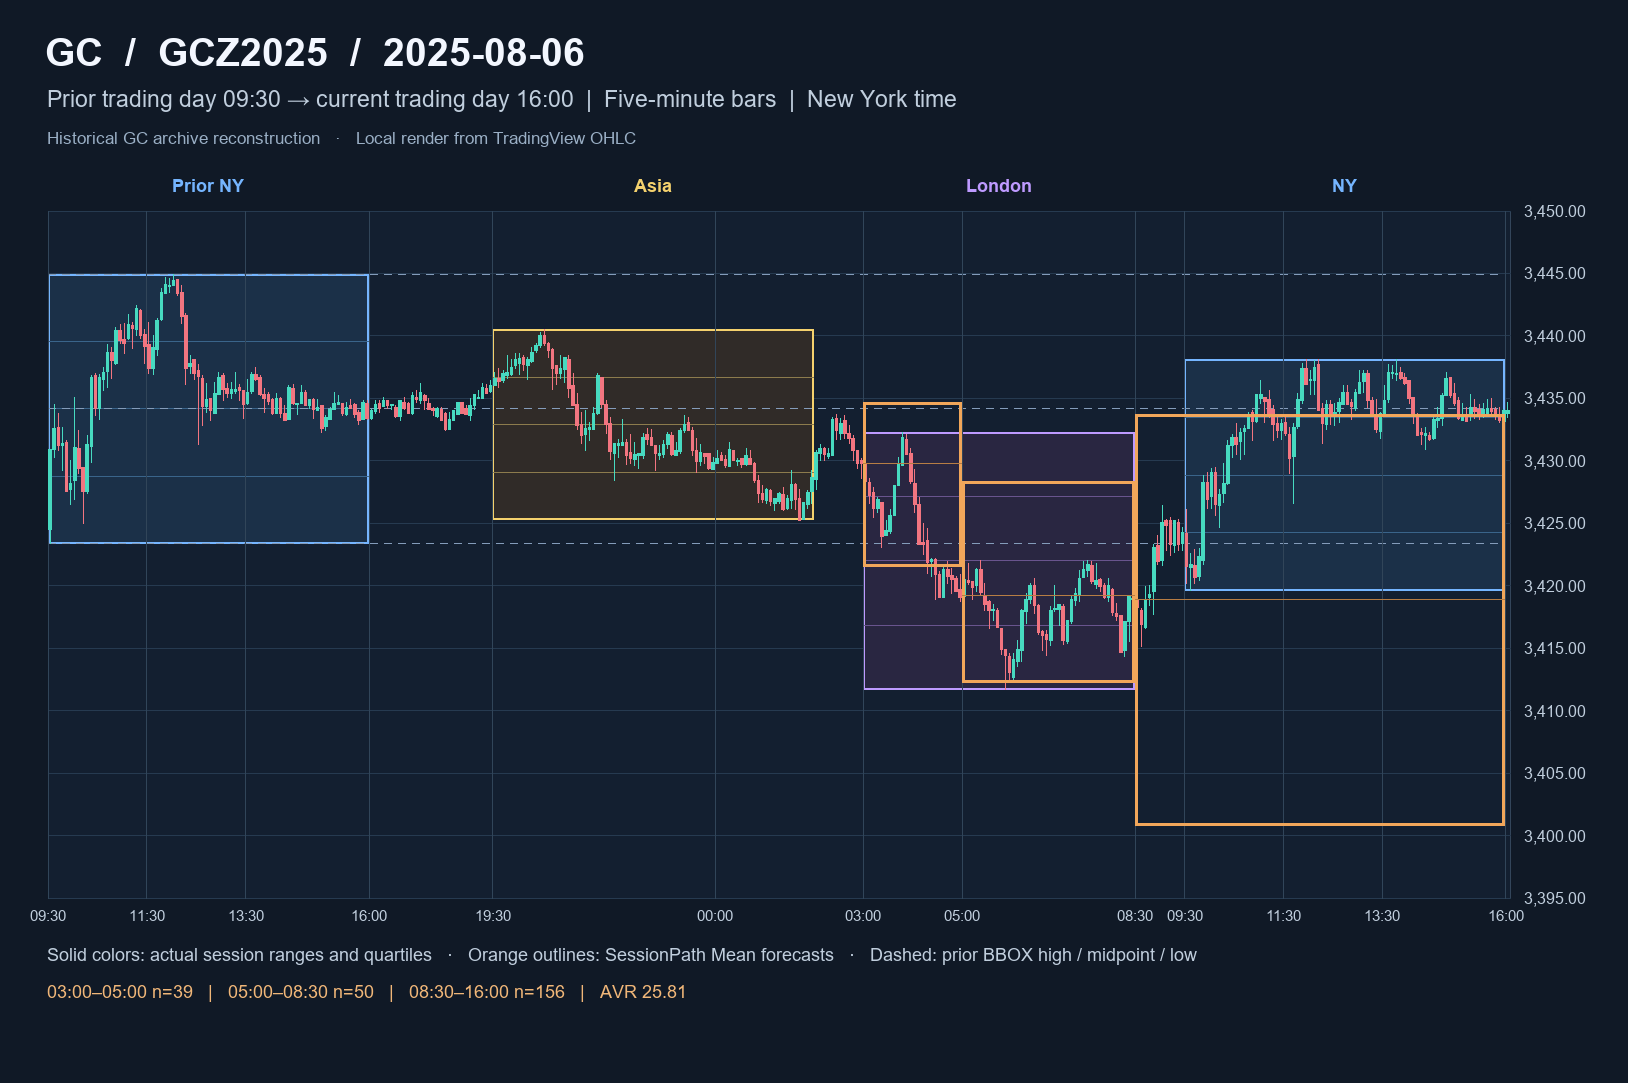 GC / GCZ2025 / 2025-08-06
Prior trading day 09:30 → current trading day 16:00 | Five-minute bars | New York time
Historical GC archive reconstruction · Local render from TradingView OHLC
Prior NY Asia London NY
3,450.00
3,445.00
3,440.00
3,435.00
3,430.00
3,425.00
3,420.00
3,415.00
3,410.00
3,405.00
3,400.00
3,395.00
09:30 11:30 13:30 16:00 19:30 00:00 03:00 05:00 08:30 09:30 11:30 13:30 16:00
Solid colors: actual session ranges and quartiles · Orange outlines: SessionPath Mean forecasts · Dashed: prior BBOX high / midpoint / low
03:00–05:00 n=39 | 05:00–08:30 n=50 | 08:30–16:00 n=156 | AVR 25.81